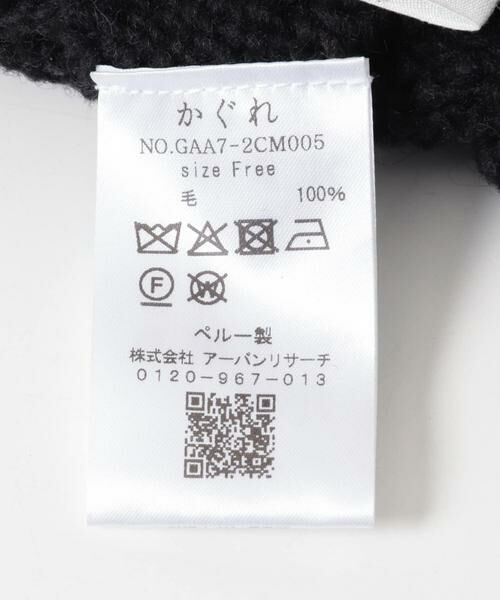 かぐれ
NO.GAA7-2CM005
size Free
毛 100%
F
W
ペルー製
株式会社 アーバンリサーチ
0120-967-013